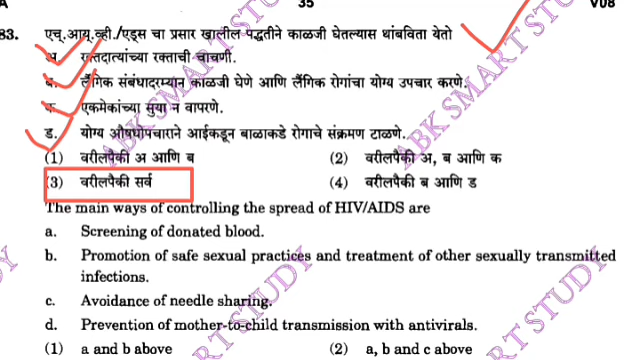 A 35 V08
83. एच्.आय्.व्ही./एड्स चा प्रसार खालील पद्धतीने काळजी घेतल्यास थांबविता येतो
अ. रक्तदात्यांच्या रक्ताची चाचणी.
ब. लैंगिक संबंधादरम्यान काळजी घेणे आणि लैंगिक रोगांचा योग्य उपचार करणे.
क. एकमेकांच्या सुया न वापरणे.
ड. योग्य औषधोपचाराने आईकडून बाळाकडे रोगाचे संक्रमण टाळणे.
(1) वरीलपैकी अ आणि ब (2) वरीलपैकी अ, ब आणि क
(3) वरीलपैकी सर्व (4) वरीलपैकी ब आणि ड
The main ways of controlling the spread of HIV/AIDS are
a. Screening of donated blood.
b. Promotion of safe sexual practices and treatment of other sexually transmitted
infections.
c. Avoidance of needle sharing.
d. Prevention of mother-to-child transmission with antivirals.
(1) a and b above (2) a, b and c above
ABK SMART STUDY